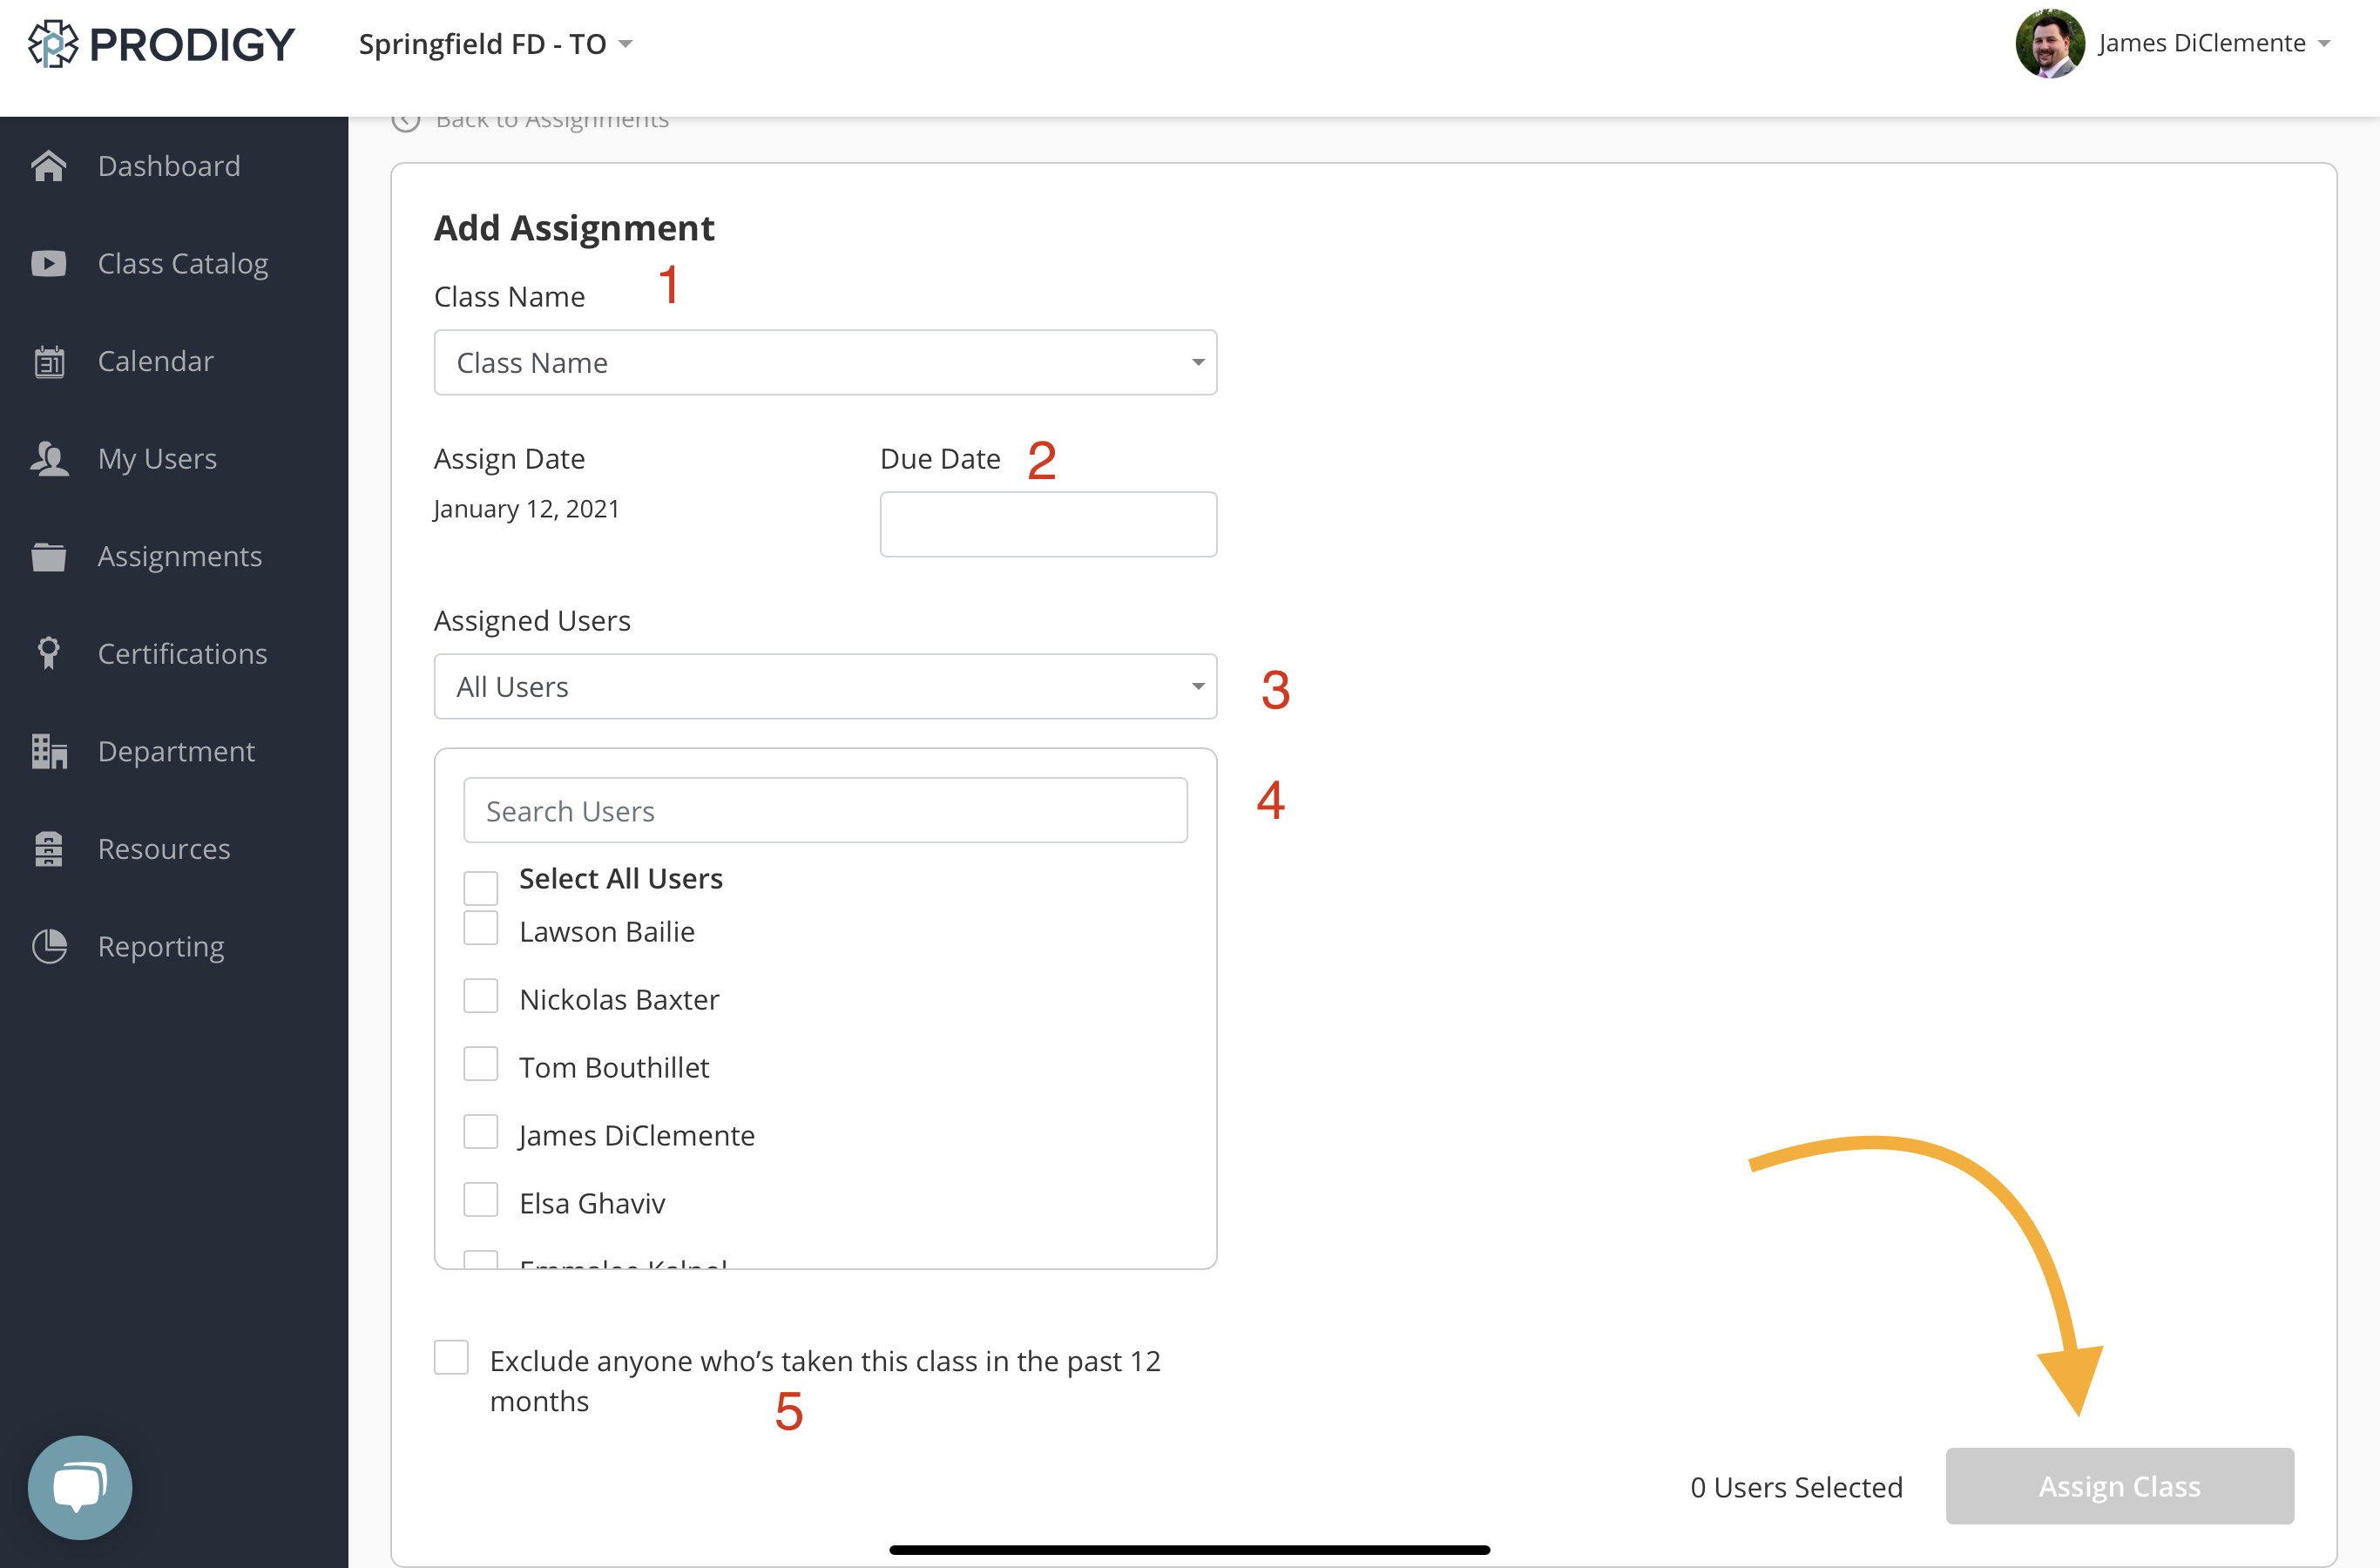 PRODIGY
Springfield FD - TO
James DiClemente
Back to Assignments
Dashboard
Class Catalog
31
Calendar
My Users
Assignments
Certifications
Department
Resources
Reporting
Add Assignment
1
Class Name
Class Name
Assign Date
Due Date 2
January 12, 2021
Assigned Users
All Users
3
4
Search Users
Select All Users
Lawson Bailie
Nickolas Baxter
Tom Bouthillet
James DiClemente
Elsa Ghaviv
Exclude anyone who's taken this class in the past 12
months
5
0 Users Selected
Assign Class